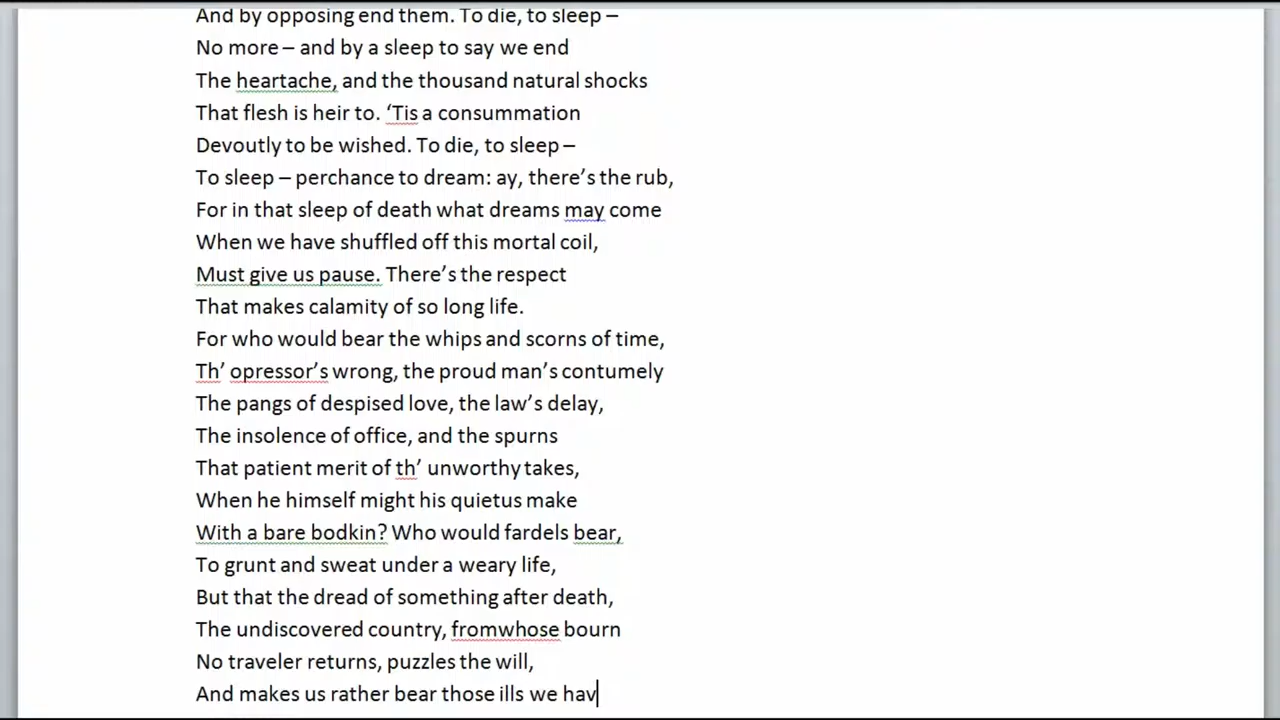 And by opposing end them. To die, to sleep –
No more – and by a sleep to say we end
The heartache, and the thousand natural shocks
That flesh is heir to. ‘Tis a consummation
Devoutly to be wished. To die, to sleep –
To sleep – perchance to dream: ay, there’s the rub,
For in that sleep of death what dreams may come
When we have shuffled off this mortal coil,
Must give us pause. There’s the respect
That makes calamity of so long life.
For who would bear the whips and scorns of time,
Th’ opressor’s wrong, the proud man’s contumely
The pangs of despised love, the law’s delay,
The insolence of office, and the spurns
That patient merit of th’ unworthy takes,
When he himself might his quietus make
With a bare bodkin? Who would fardels bear,
To grunt and sweat under a weary life,
But that the dread of something after death,
The undiscovered country, fromwhose bourn
No traveler returns, puzzles the will,
And makes us rather bear those ills we hav